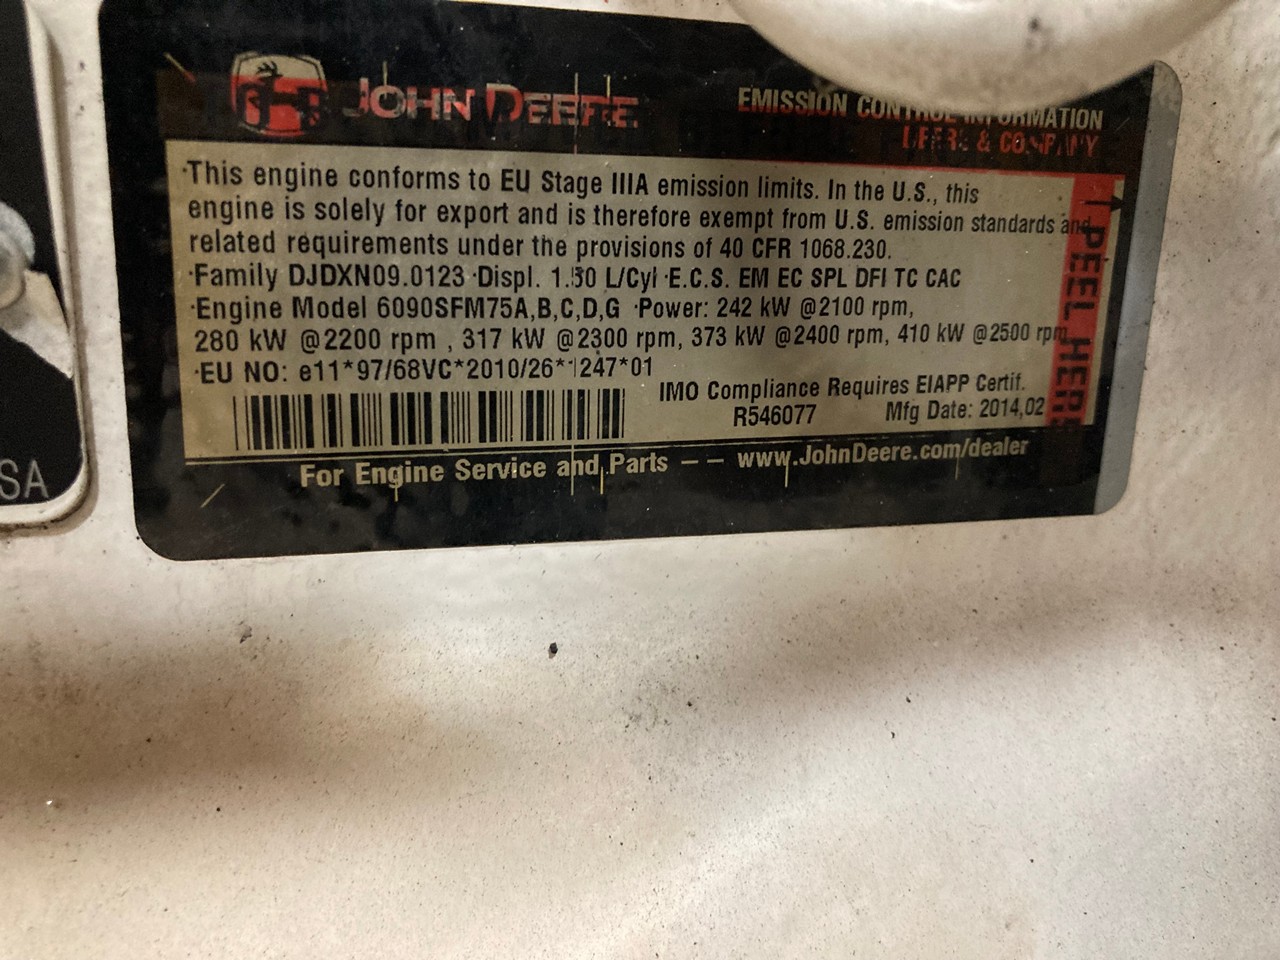 JOHN DEERE
EMISSION CONTROL INFORMATION
DEERE & COMPANY
·This engine conforms to EU Stage IIIA emission limits. In the U.S., this
engine is solely for export and is therefore exempt from U.S. emission standards and
related requirements under the provisions of 40 CFR 1068.230.
·Family DJDXN09.0123 ·Displ. 1.50 L/Cyl ·E.C.S. EM EC SPL DFI TC CAC
·Engine Model 6090SFM75A,B,C,D,G ·Power: 242 kW @2100 rpm,
280 kW @2200 rpm , 317 kW @2300 rpm, 373 kW @2400 rpm, 410 kW @2500 rpm
·EU NO: e11*97/68VC*2010/26*1247*01
IMO Compliance Requires EIAPP Certif.
R546077 Mfg Date: 2014,02
For Engine Service and Parts –– www.JohnDeere.com/dealer
PEEL HERE
SA